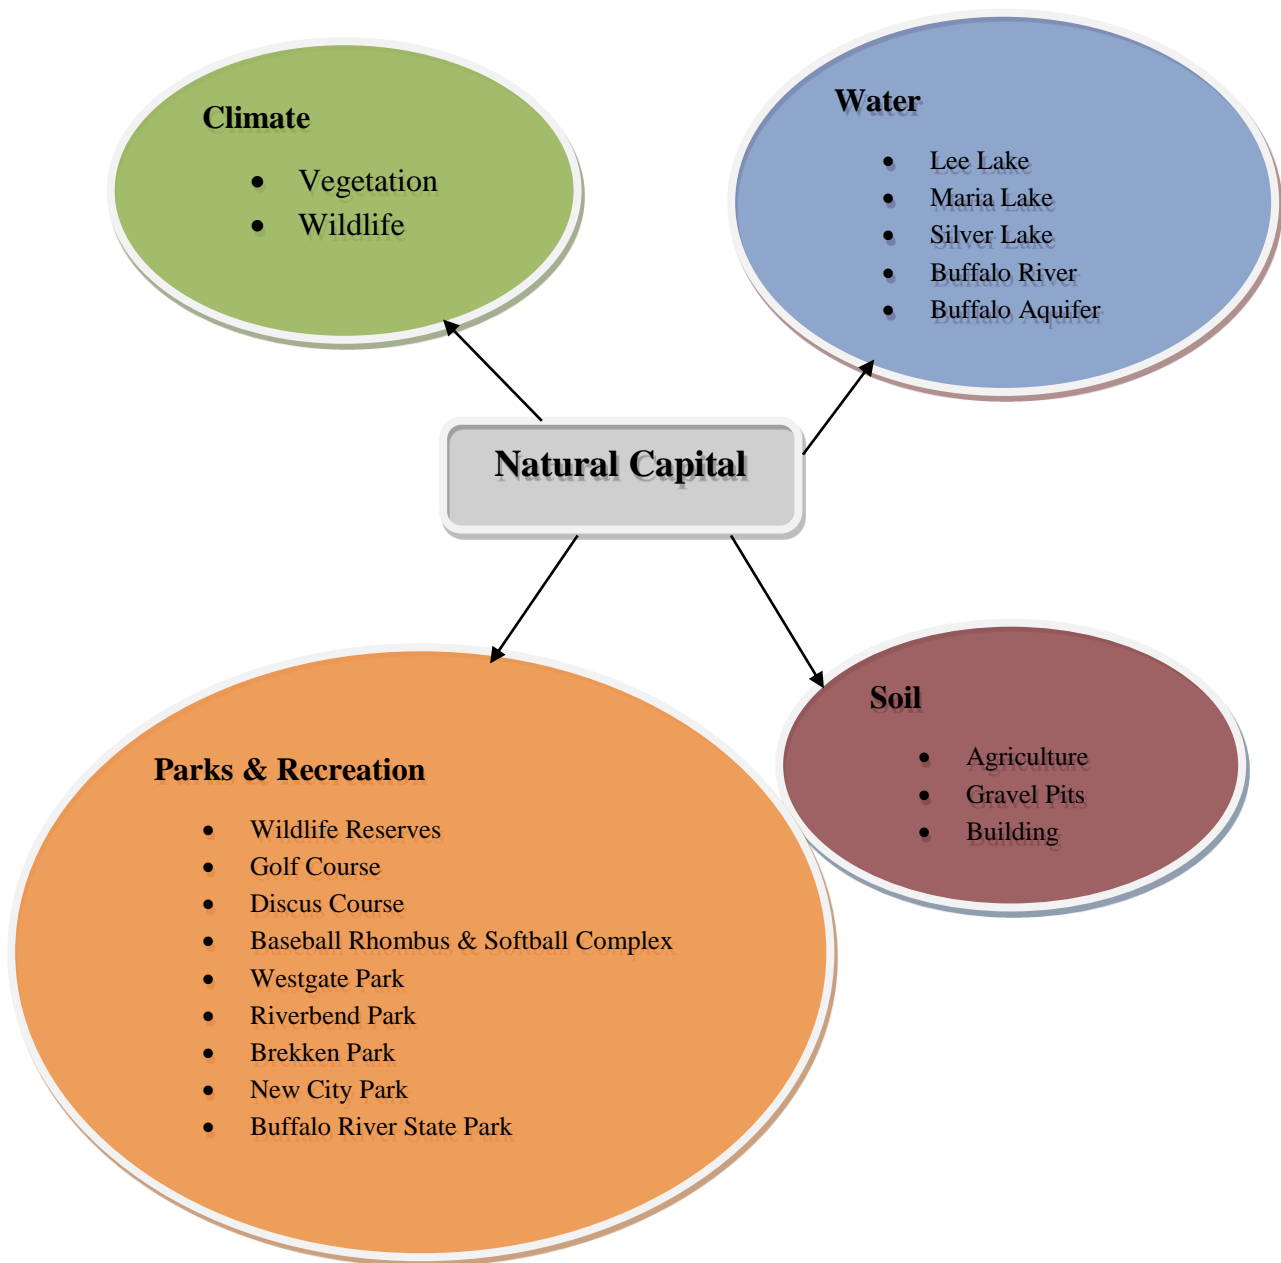 Climate
• Vegetation
• Wildlife
Water
• Lee Lake
• Maria Lake
• Silver Lake
• Buffalo River
• Buffalo Aquifer
Natural Capital
Parks & Recreation
• Wildlife Reserves
• Golf Course
• Discus Course
• Baseball Rhombus & Softball Complex
• Westgate Park
• Riverbend Park
• Brekken Park
• New City Park
• Buffalo River State Park
Soil
• Agriculture
• Gravel Pits
• Building